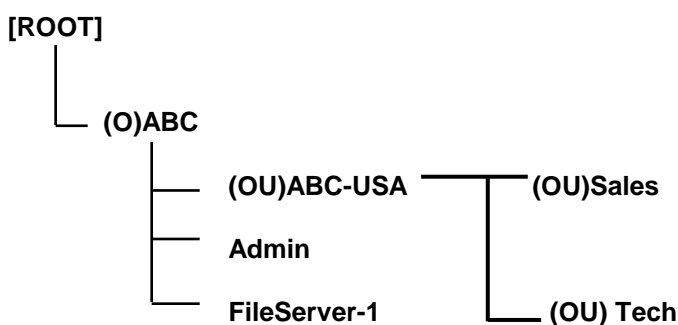 [ROOT]
(O)ABC
(OU)ABC-USA (OU)Sales
Admin
FileServer-1 (OU) Tech